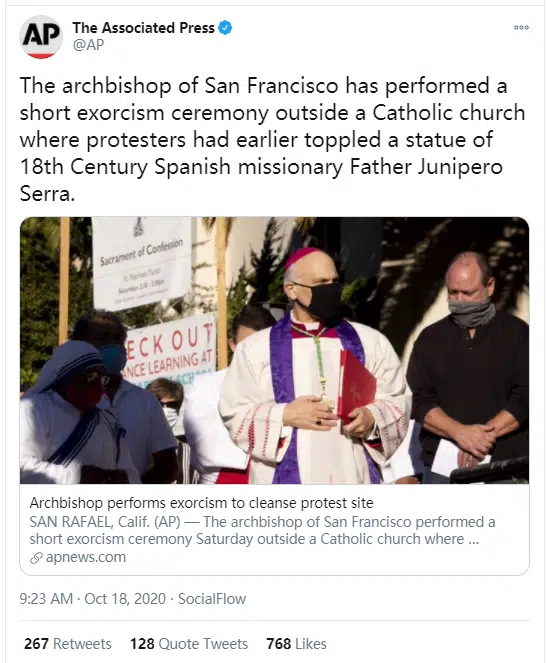 AP
The Associated Press
@AP
The archbishop of San Francisco has performed a
short exorcism ceremony outside a Catholic church
where protesters had earlier toppled a statue of
18th Century Spanish missionary Father Junipero
Serra.
Sacrament of Confession
ECK OUT
NCE LEARNING AT
Archbishop performs exorcism to cleanse protest site
SAN RAFAEL, Calif. (AP) — The archbishop of San Francisco performed a
short exorcism ceremony Saturday outside a Catholic church where ...
apnews.com
9:23 AM · Oct 18, 2020 · SocialFlow
267 Retweets 128 Quote Tweets 768 Likes